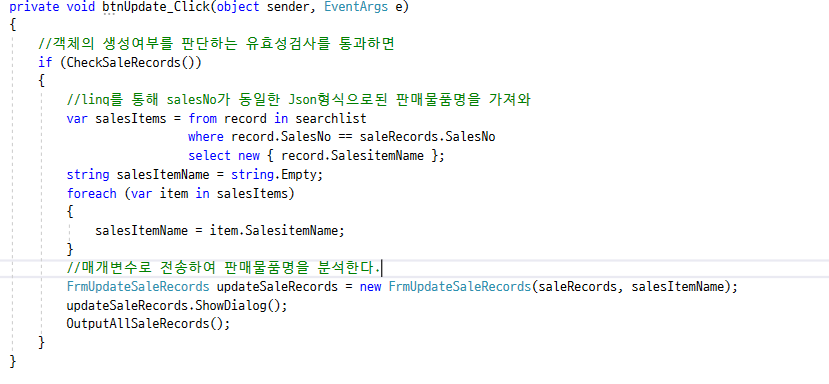 private void btnUpdate_Click(object sender, EventArgs e)
{
//객체의 생성여부를 판단하는 유효성검사를 통과하면
if (CheckSaleRecords())
{
//linq를 통해 salesNo가 동일한 Json형식으로된 판매물품명을 가져와
var salesItems = from record in searchlist
where record.SalesNo == saleRecords.SalesNo
select new { record.SalesitemName };
string salesItemName = string.Empty;
foreach (var item in salesItems)
{
salesItemName = item.SalesitemName;
}
//매개변수로 전송하여 판매물품명을 분석한다.
FrmUpdateSaleRecords updateSaleRecords = new FrmUpdateSaleRecords(saleRecords, salesItemName);
updateSaleRecords.ShowDialog();
OutputAllSaleRecords();
}
}